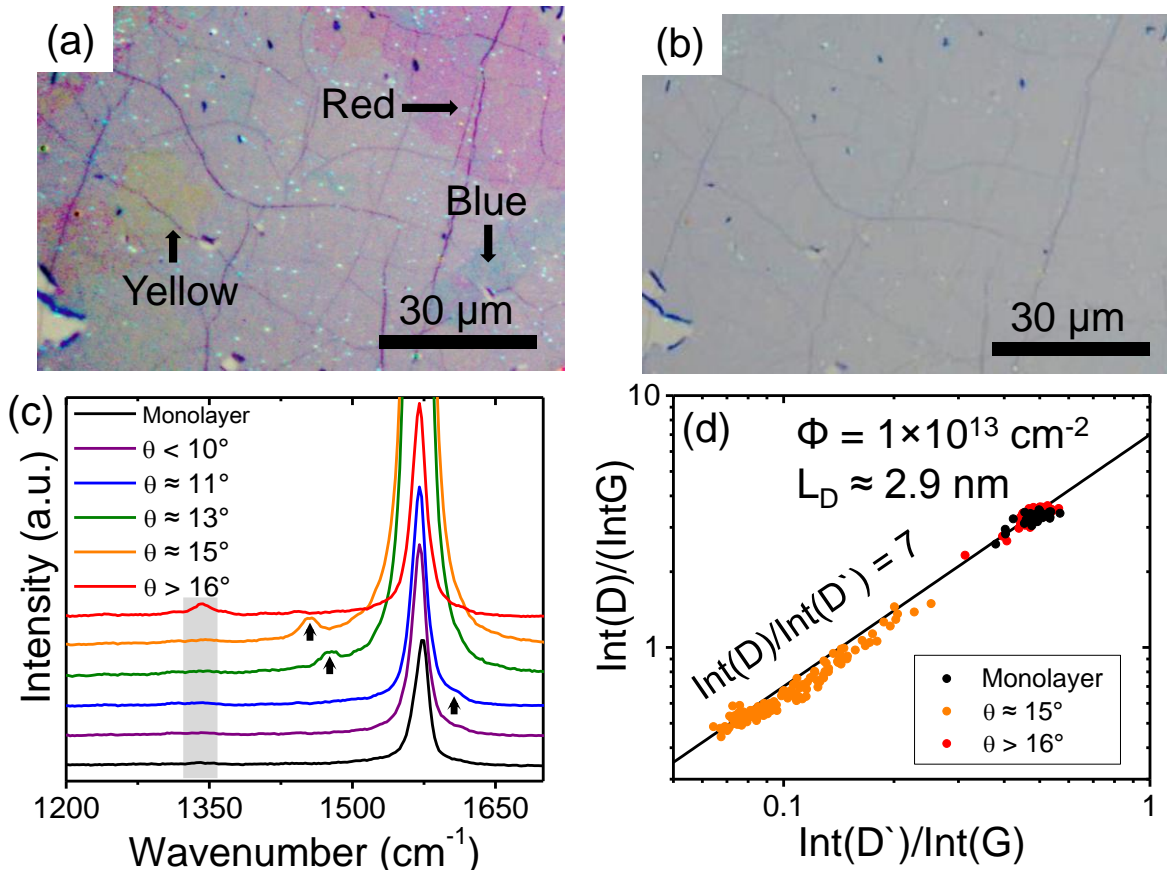 (a)
Red
Blue
Yellow
30 μm
(b)
30 μm
(c)
Monolayer
θ < 10°
θ ≈ 11°
θ ≈ 13°
θ ≈ 15°
θ > 16°
Intensity (a.u.)
1200 1350 1500 1650
Wavenumber (cm-1)
(d)
Φ = 1×10¹³ cm-2
L_D ≈ 2.9 nm
Int(D)/Int(D`) = 7
Int(D)/(IntG)
10
1
Monolayer
θ ≈ 15°
θ > 16°
0.1 1
Int(D`)/Int(G)